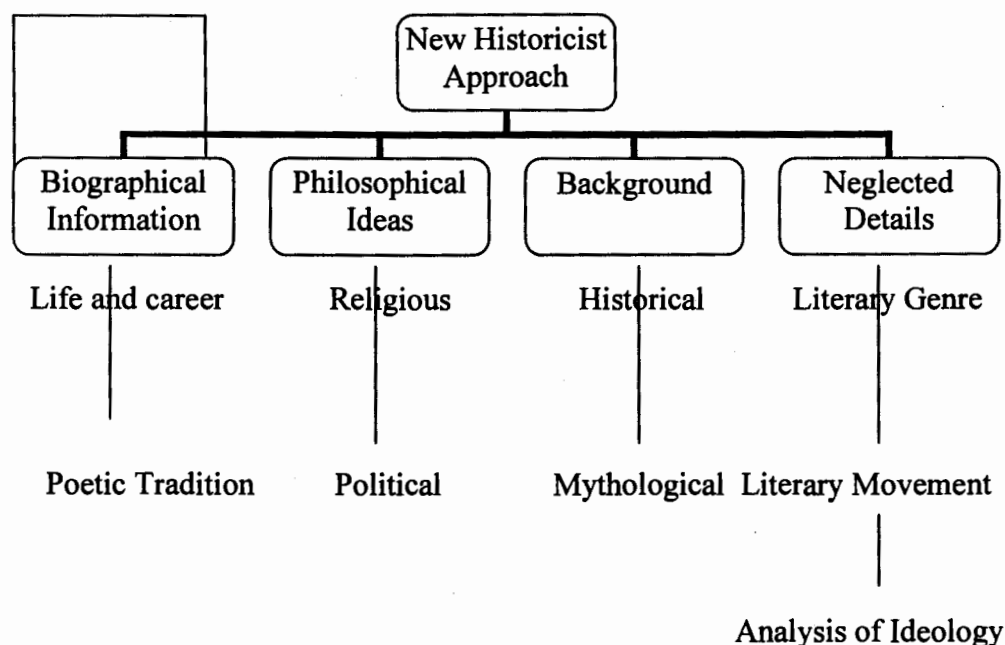 New Historicist
Approach
Biographical
Information
Philosophical
Ideas
Background
Neglected
Details
Life and career
Religious
Historical
Literary Genre
Poetic Tradition
Political
Mythological
Literary Movement
Analysis of Ideology